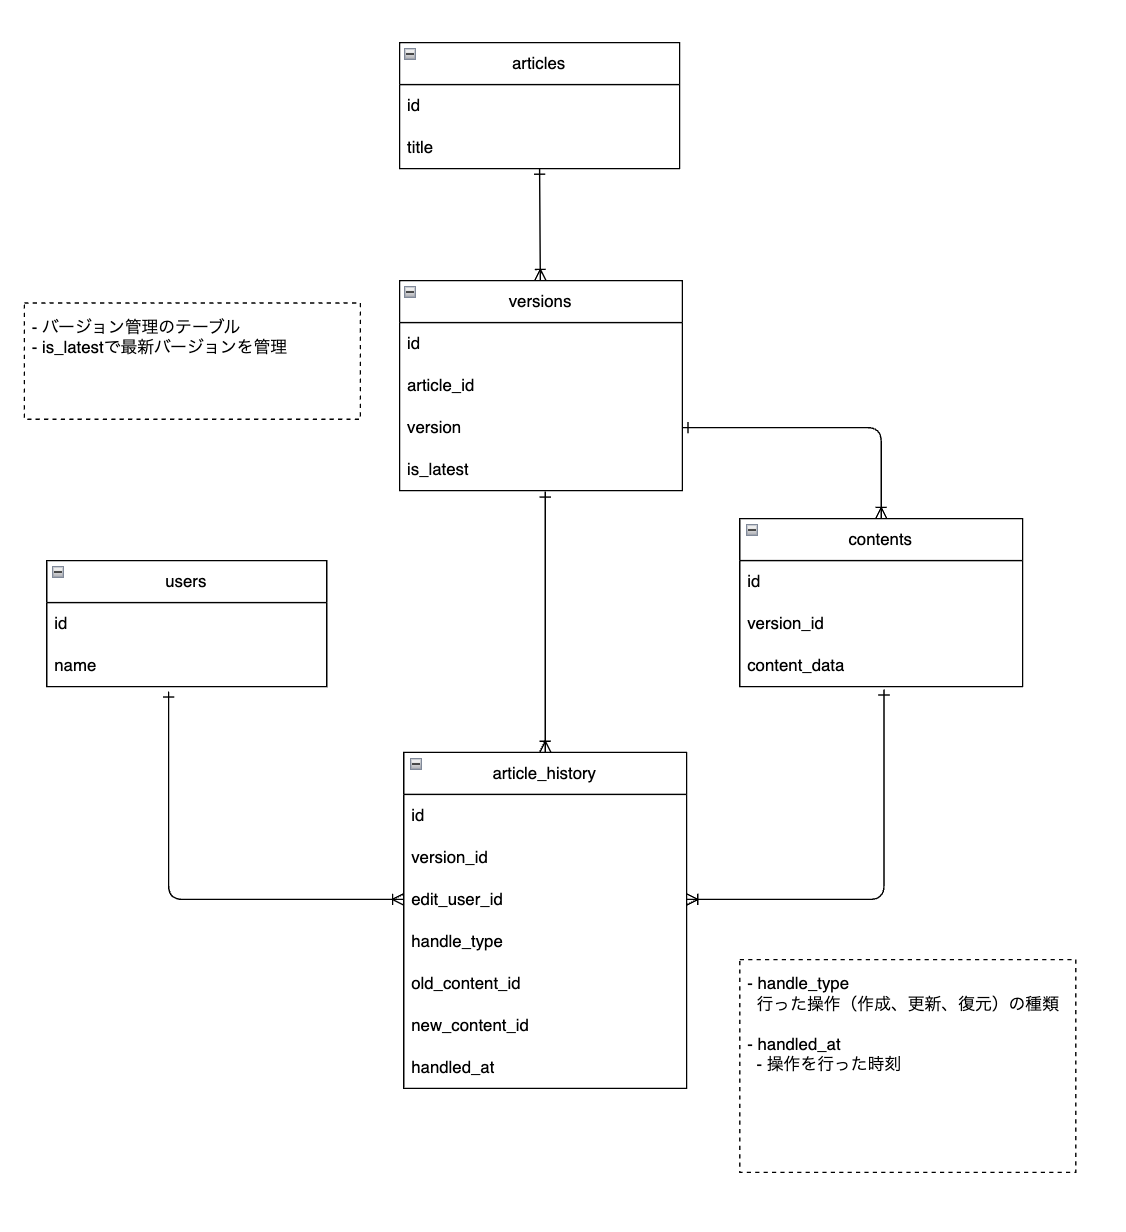 articles
id
title
versions
id
article_id
version
is_latest
- バージョン管理のテーブル
- is_latestで最新バージョンを管理
contents
id
version_id
content_data
users
id
name
article_history
id
version_id
edit_user_id
handle_type
old_content_id
new_content_id
handled_at
- handle_type
行った操作（作成、更新、復元）の種類
- handled_at
- 操作を行った時刻